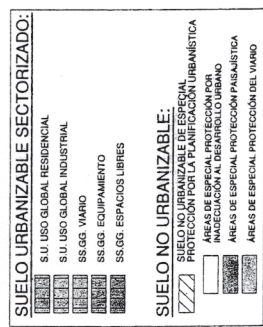 SUELO URBANIZABLE SECTORIZADO:
S.U. USO GLOBAL RESIDENCIAL
S.U. USO GLOBAL INDUSTRIAL
SS.GG. VIARIO
SS.GG. EQUIPAMIENTO
SS.GG. ESPACIOS LIBRES
SUELO NO URBANIZABLE:
SUELO NO URBANIZABLE DE ESPECIAL
PROTECCIÓN POR LA PLANIFICACIÓN URBANÍSTICA
ÁREAS DE ESPECIAL PROTECCIÓN POR
INADECUACIÓN AL DESARROLLO URBANO
ÁREAS DE ESPECIAL PROTECCIÓN PAISAJÍSTICA
ÁREAS DE ESPECIAL PROTECCIÓN DEL VIARIO